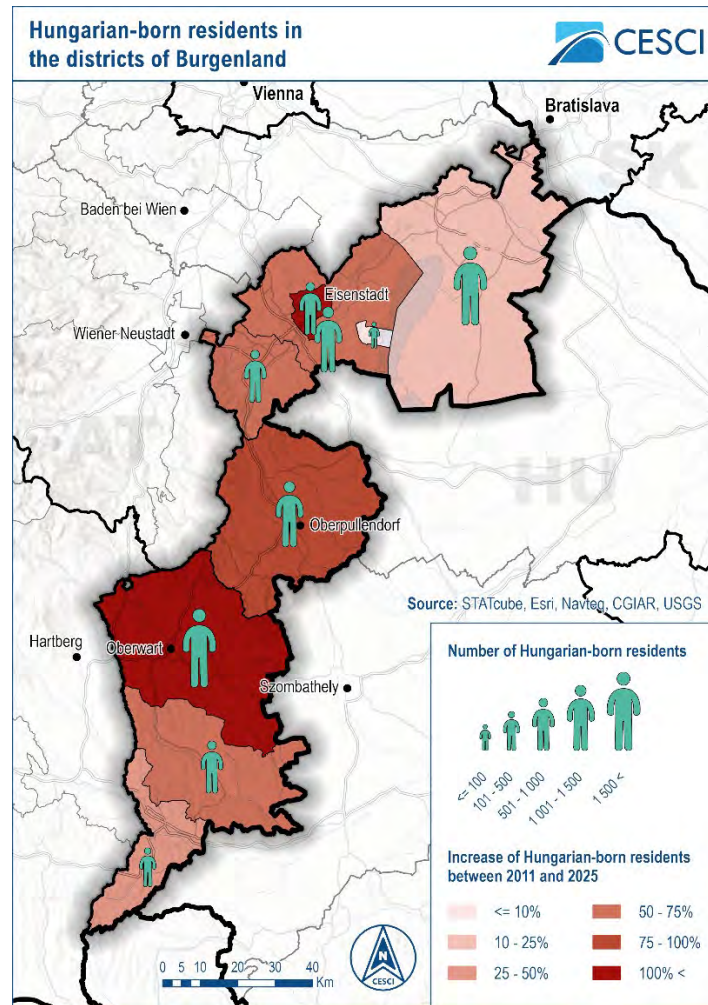 Hungarian-born residents in
the districts of Burgenland
CESCI
Vienna
Bratislava
SK
Baden bei Wien
Eisenstadt
Wiener Neustadt
AT
HU
Oberpullendorf
Source: STATcube, Esri, Navteq, CGIAR, USGS
Hartberg
Oberwart
Szombathely
Number of Hungarian-born residents
<= 100
101 - 500
501 - 1 000
1 001 - 1 500
1 500 <
Increase of Hungarian-born residents
between 2011 and 2025
<= 10%
50 - 75%
10 - 25%
75 - 100%
25 - 50%
100% <
N
CESCI
0 5 10 20 30 40
Km